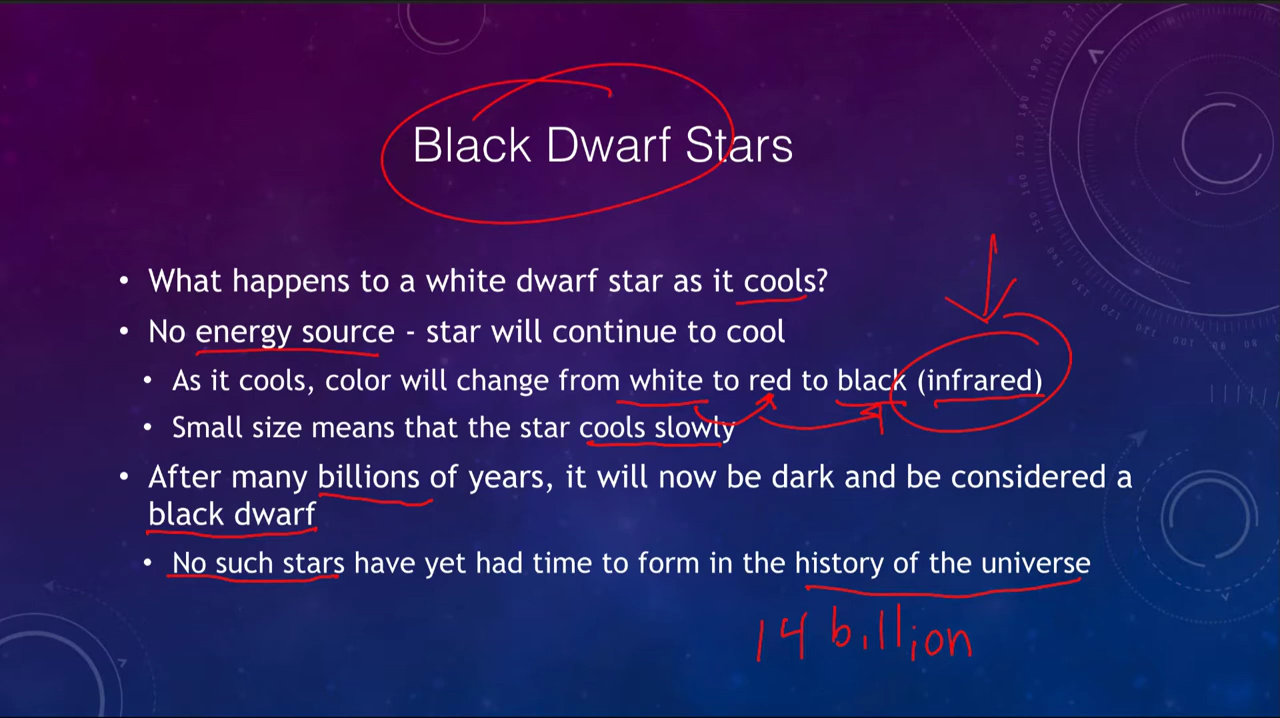 Black Dwarf Stars
• What happens to a white dwarf star as it cools?
• No energy source - star will continue to cool
• As it cools, color will change from white to red to black (infrared)
• Small size means that the star cools slowly
• After many billions of years, it will now be dark and be considered a
black dwarf
• No such stars have yet had time to form in the history of the universe
14 billion